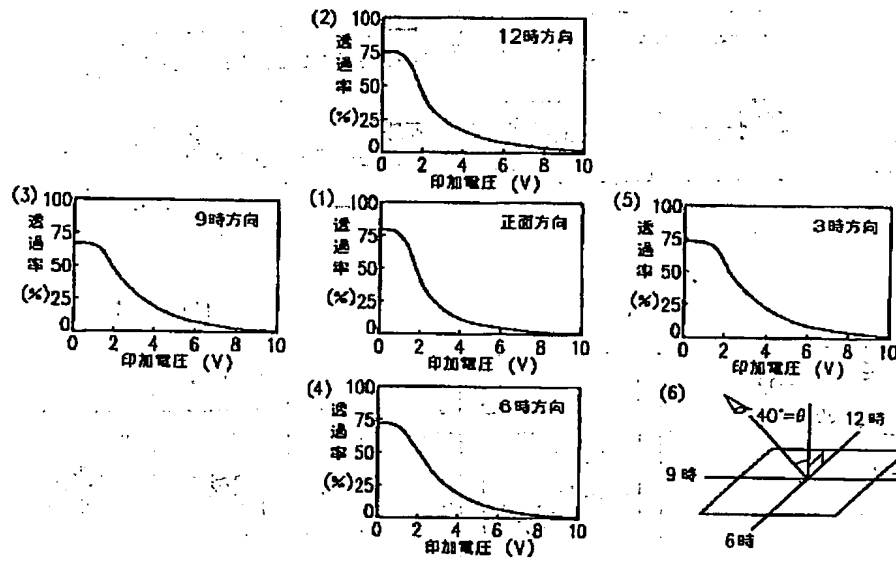 (2)
12時方向
透過率(%)
100
75
50
25
0
0 2 4 6 8 10
印加電圧 (V)
(3)
9時方向
透過率(%)
100
75
50
25
0
0 2 4 6 8 10
印加電圧 (V)
(1)
正面方向
透過率(%)
100
75
50
25
0
0 2 4 6 8 10
印加電圧 (V)
(5)
3時方向
透過率(%)
100
75
50
25
0
0 2 4 6 8 10
印加電圧 (V)
(4)
6時方向
透過率(%)
100
75
50
25
0
0 2 4 6 8 10
印加電圧 (V)
(6)
40°=θ
12時
9時
6時